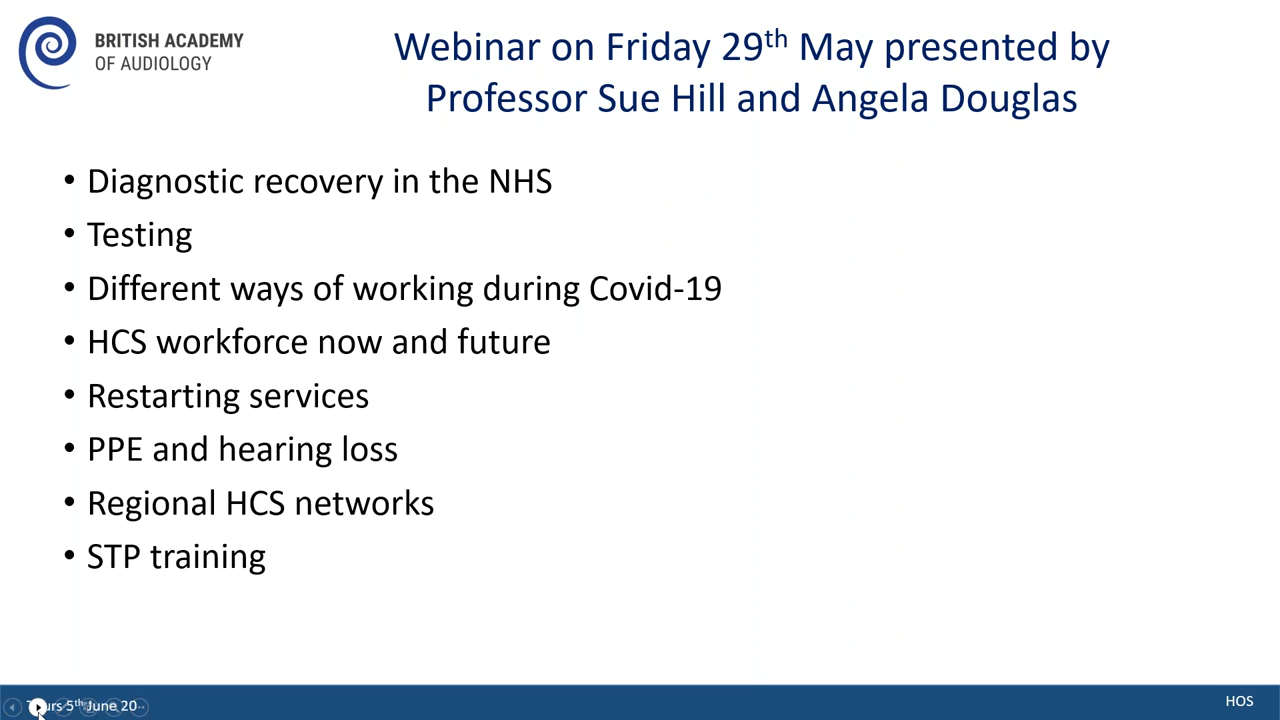 BRITISH ACADEMY
OF AUDIOLOGY
Webinar on Friday 29th May presented by
Professor Sue Hill and Angela Douglas
• Diagnostic recovery in the NHS
• Testing
• Different ways of working during Covid-19
• HCS workforce now and future
• Restarting services
• PPE and hearing loss
• Regional HCS networks
• STP training
5th June 20
HOS